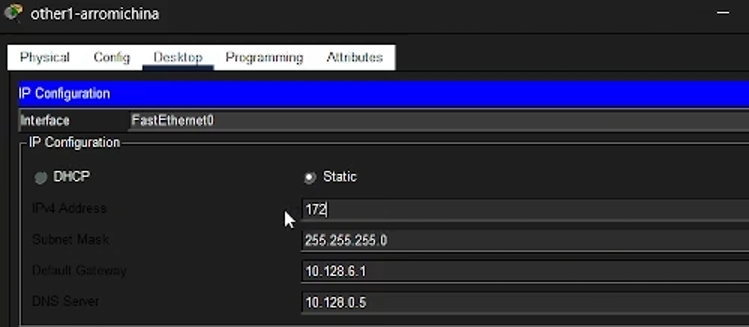 other1-arromichina
Physical Config Desktop Programming Attributes
IP Configuration
Interface FastEthernet0
IP Configuration
DHCP Static
IPv4 Address 172
Subnet Mask 255.255.255.0
Default Gateway 10.128.6.1
DNS Server 10.128.0.5